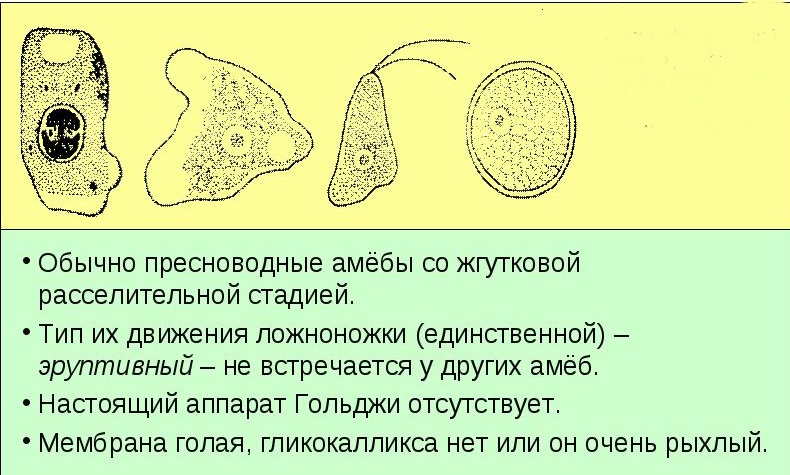 • Обычно пресноводные амёбы со жгутковой
расселительной стадией.
• Тип их движения ложноножки (единственной) –
эруптивный – не встречается у других амёб.
• Настоящий аппарат Гольджи отсутствует.
• Мембрана голая, гликокалликса нет или он очень рыхлый.